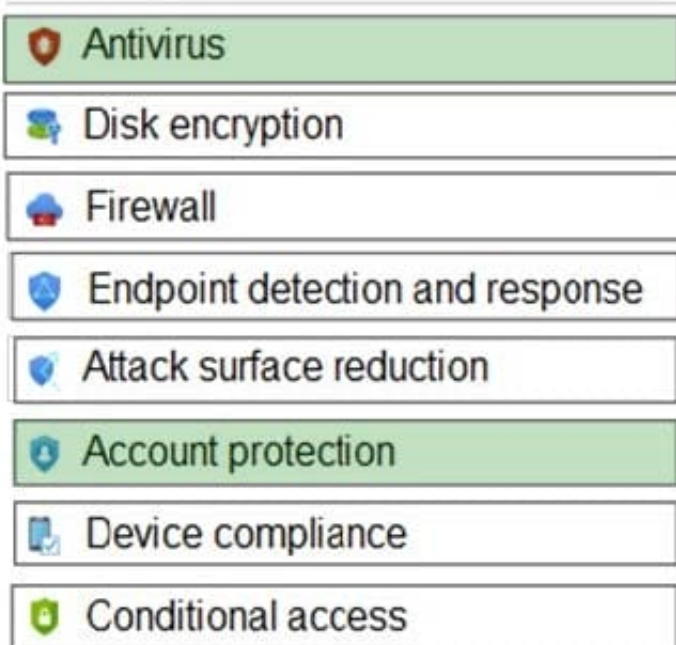 Antivirus
Disk encryption
Firewall
Endpoint detection and response
Attack surface reduction
Account protection
Device compliance
Conditional access